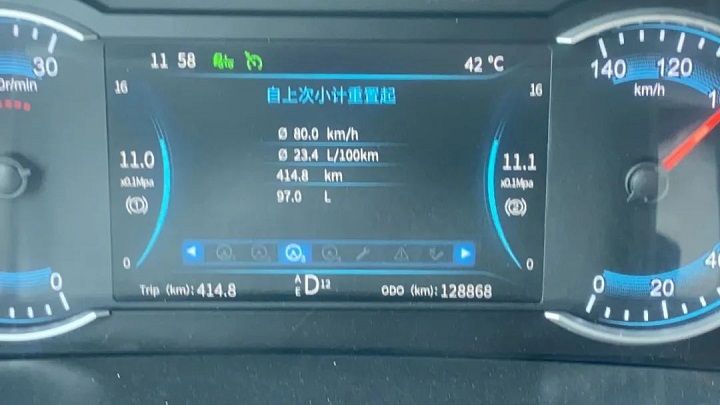 11 58
42 °C
30
0r/min
16
自上次小计重置起
16
140 120
km/h
Ø 80.0 km/h
Ø 23.4 L/100km
414.8 km
97.0 L
11.0
x0.1Mpa
11.1
x0.1Mpa
0
0
0
Trip (km): 414.8
A
E
D12
ODO (km): 128868
0
20